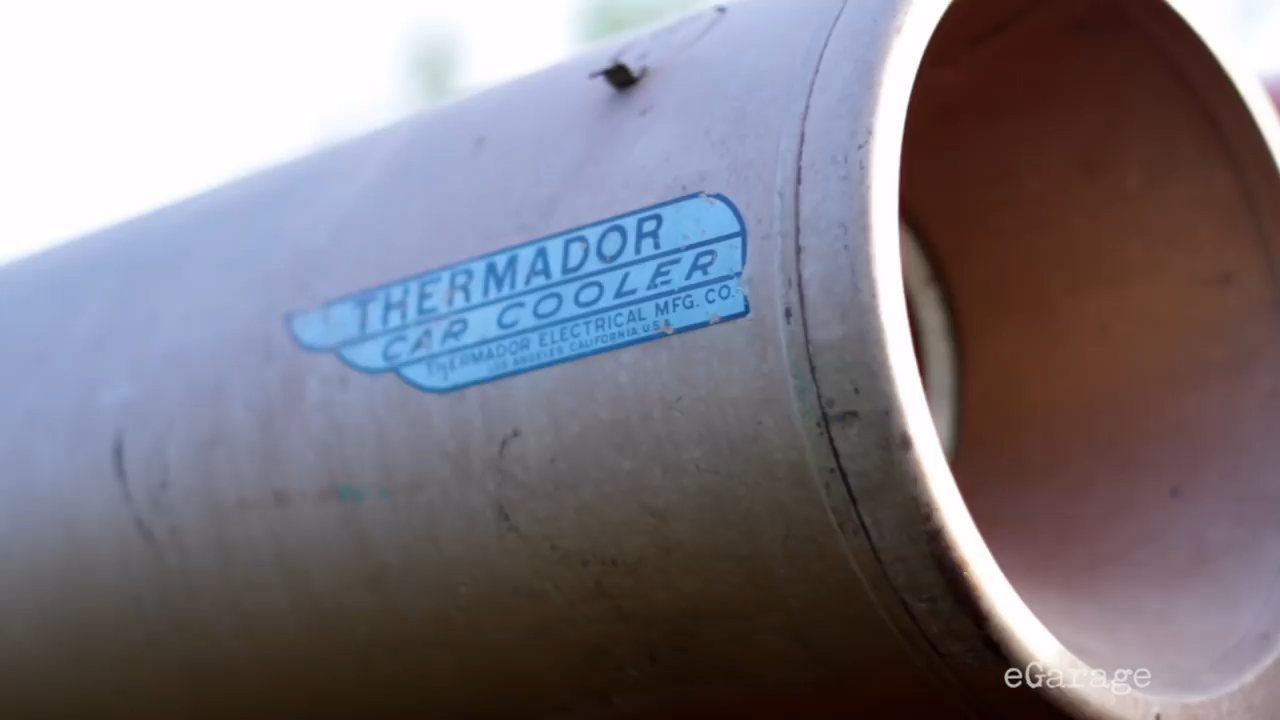 THERMADOR
CAR COOLER
THERMADOR ELECTRICAL MFG. CO.
LOS ANGELES CALIFORNIA, U.S.A.
eGarage